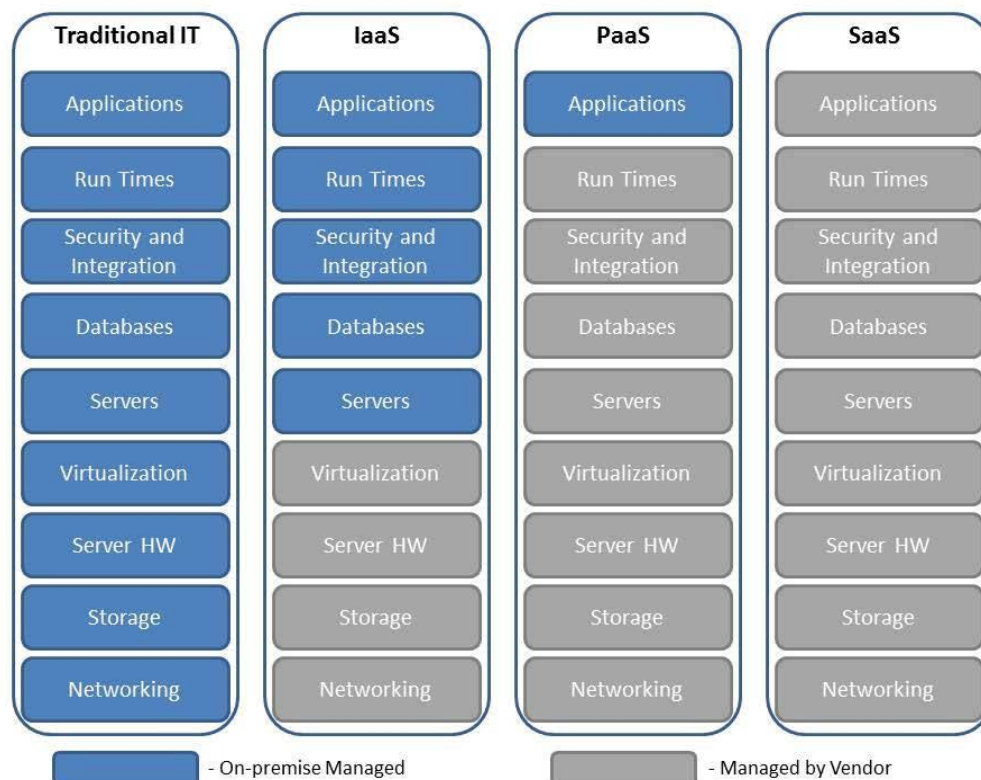 Traditional IT
IaaS
PaaS
SaaS
Applications
Applications
Applications
Applications
Run Times
Run Times
Run Times
Run Times
Security and
Integration
Security and
Integration
Security and
Integration
Security and
Integration
Databases
Databases
Databases
Databases
Servers
Servers
Servers
Servers
Virtualization
Virtualization
Virtualization
Virtualization
Server HW
Server HW
Server HW
Server HW
Storage
Storage
Storage
Storage
Networking
Networking
Networking
Networking
- On-premise Managed
- Managed by Vendor